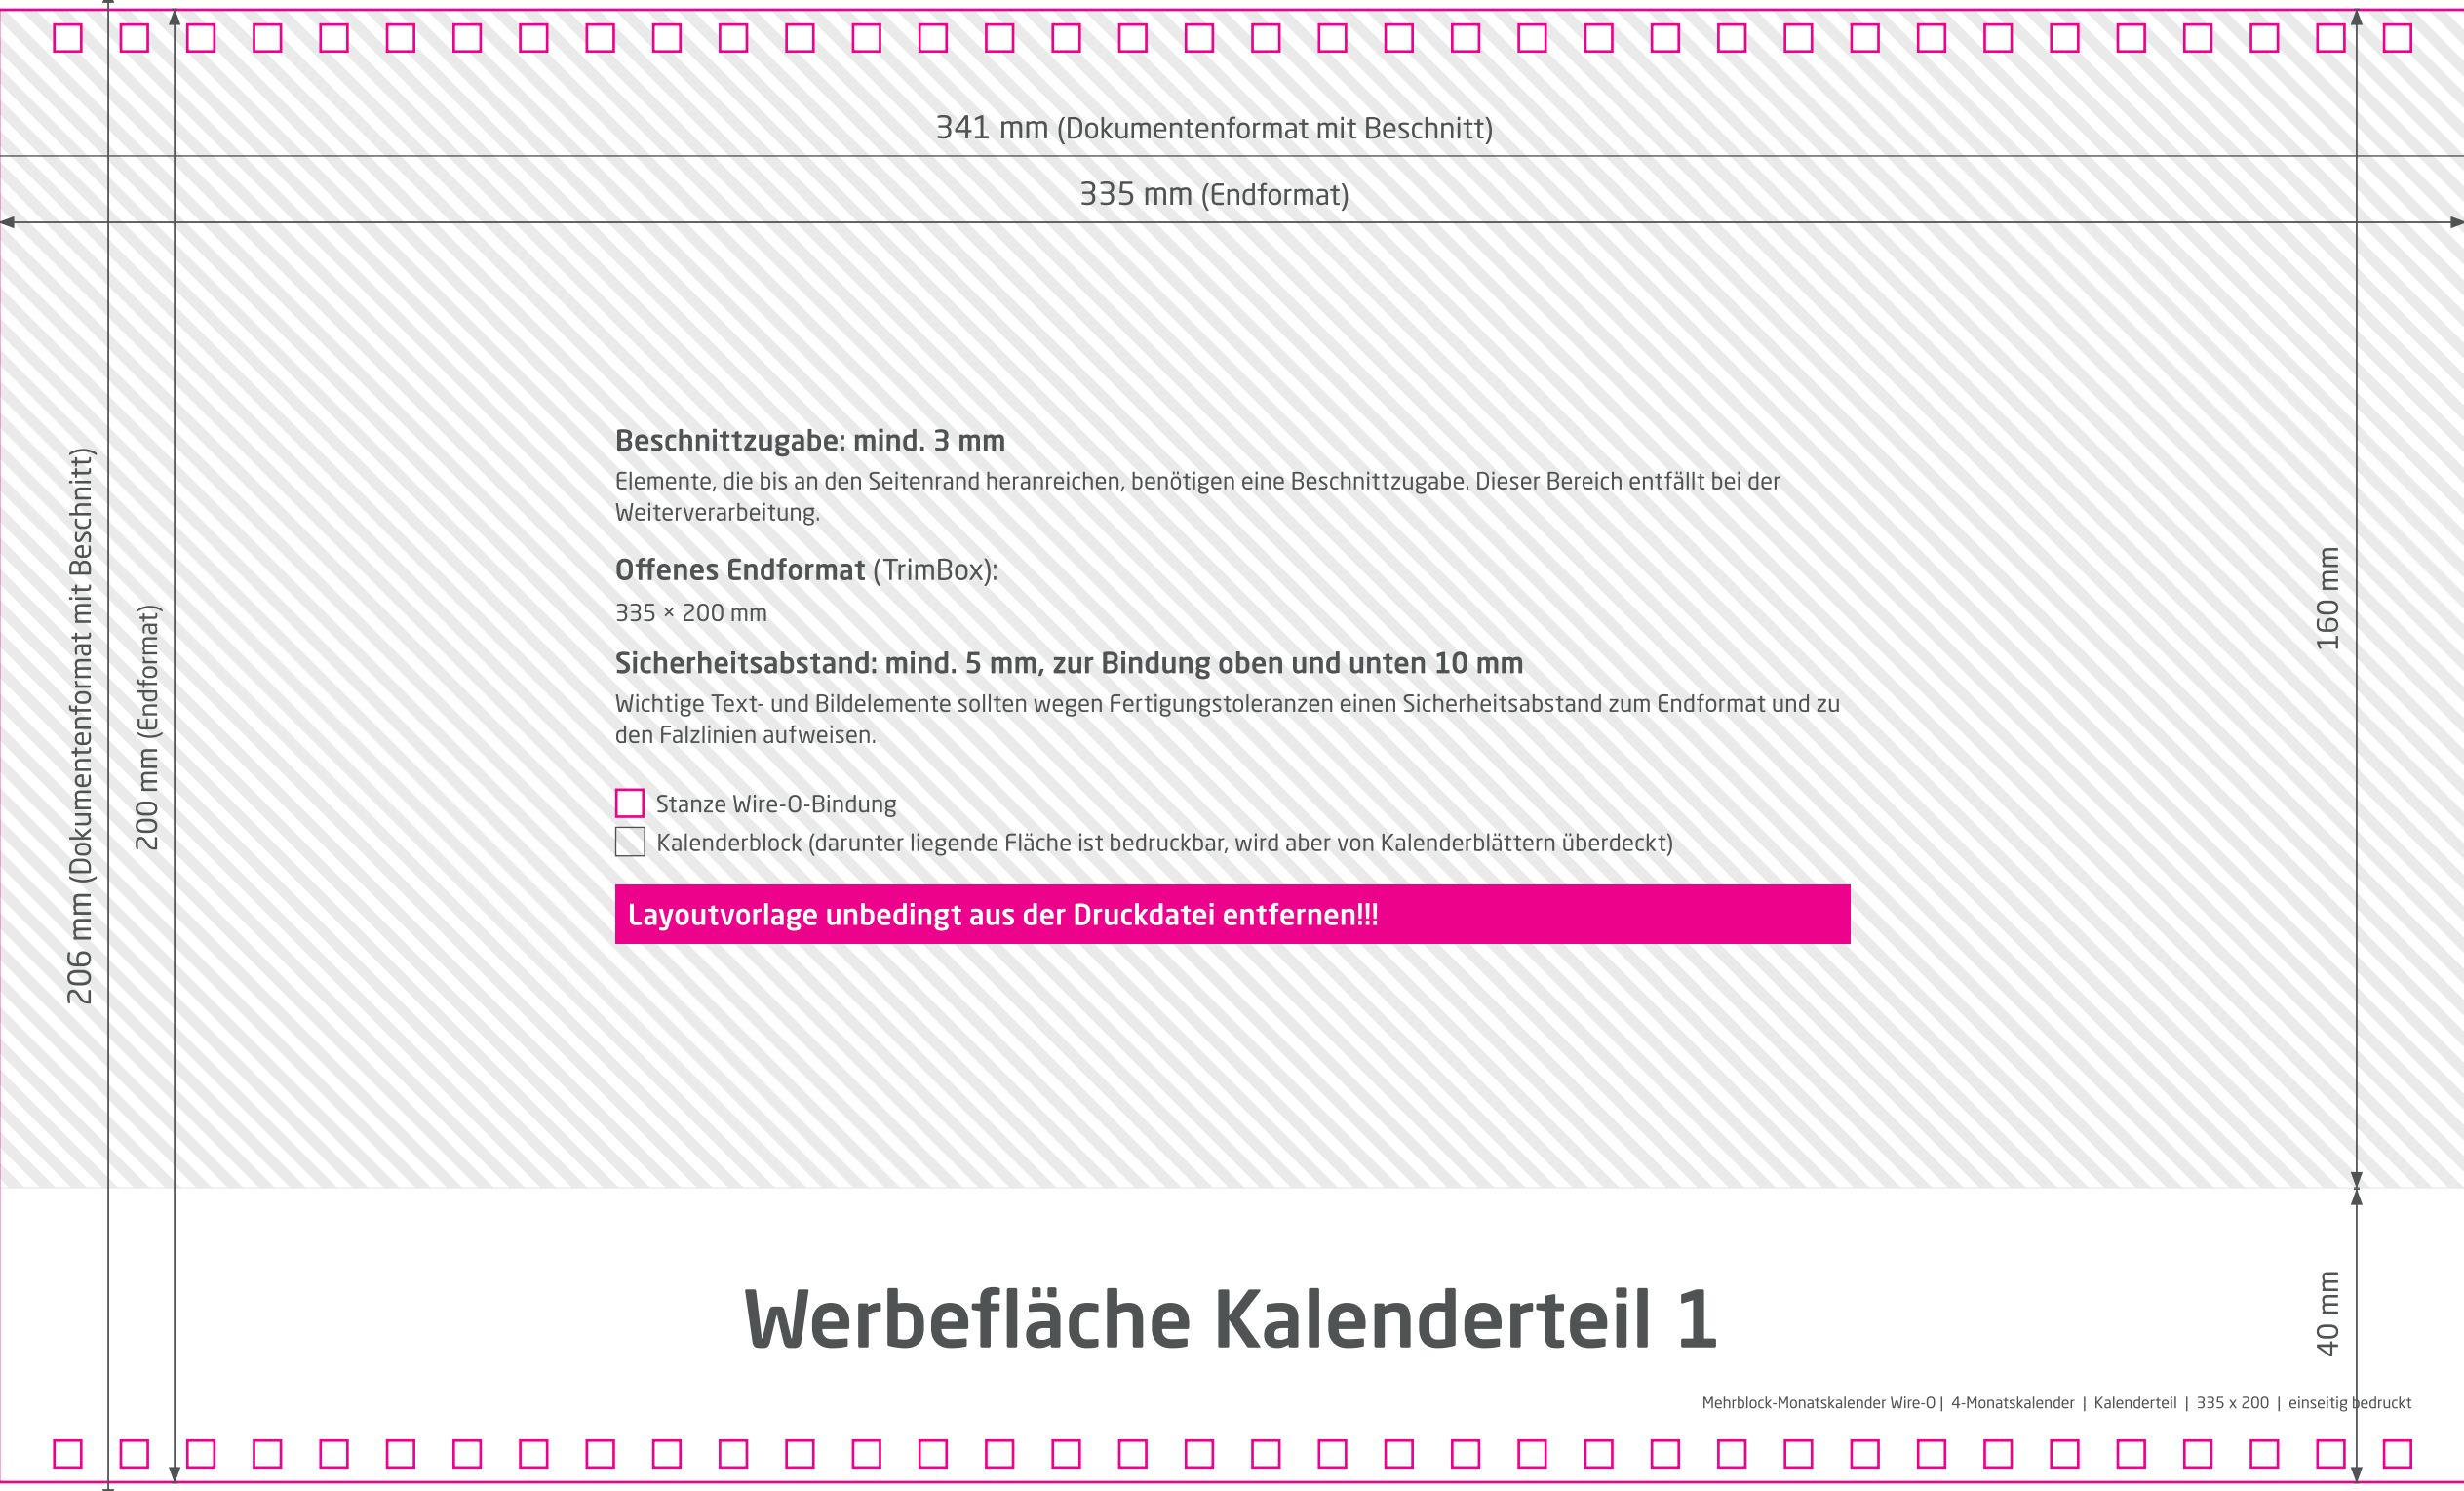 341 mm (Dokumentenformat mit Beschnitt)
335 mm (Endformat)
206 mm (Dokumentenformat mit Beschnitt)
200 mm (Endformat)
Beschnittzugabe: mind. 3 mm
Elemente, die bis an den Seitenrand heranreichen, benötigen eine Beschnittzugabe. Dieser Bereich entfällt bei der
Weiterverarbeitung.
Offenes Endformat (TrimBox):
335 × 200 mm
Sicherheitsabstand: mind. 5 mm, zur Bindung oben und unten 10 mm
Wichtige Text- und Bildelemente sollten wegen Fertigungstoleranzen einen Sicherheitsabstand zum Endformat und zu
den Falzlinien aufweisen.
Stanze Wire-O-Bindung
Kalenderblock (darunter liegende Fläche ist bedruckbar, wird aber von Kalenderblättern überdeckt)
Layoutvorlage unbedingt aus der Druckdatei entfernen!!!
160 mm
Werbefläche Kalenderteil 1
40 mm
Mehrblock-Monatskalender Wire-O | 4-Monatskalender | Kalenderteil | 335 x 200 | einseitig bedruckt